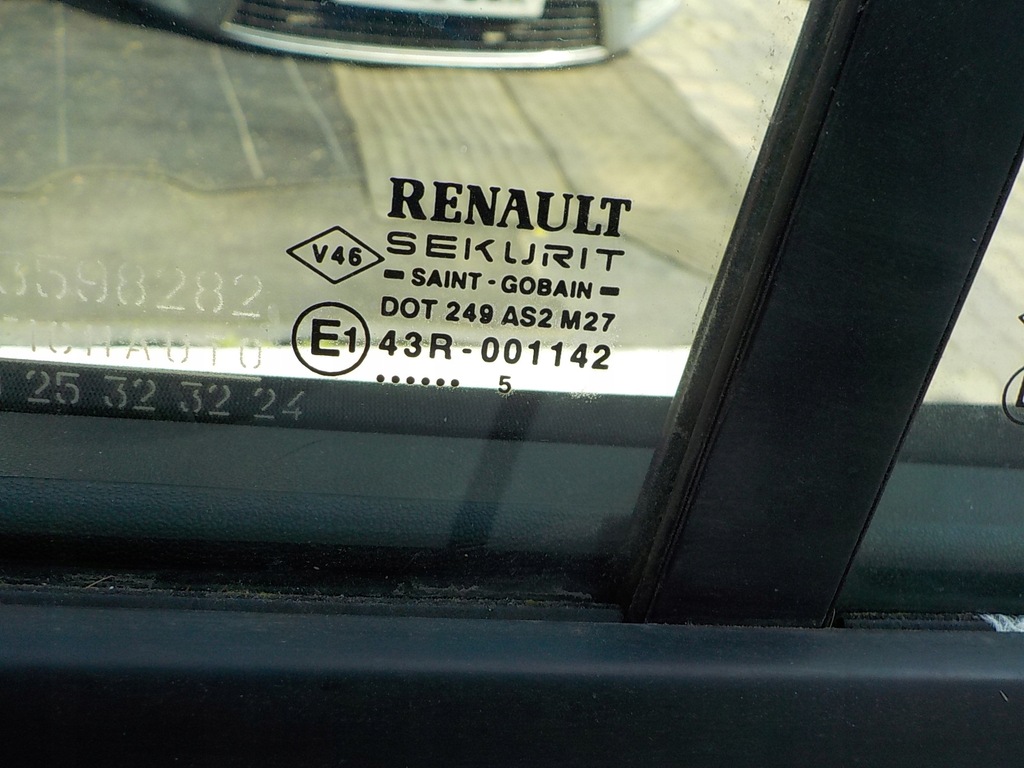 RENAULT
V46
SEKURIT
SAINT - GOBAIN
DOT 249 AS2 M27
E1
43R - 001142
...... 5
3598282
25 32 32 24